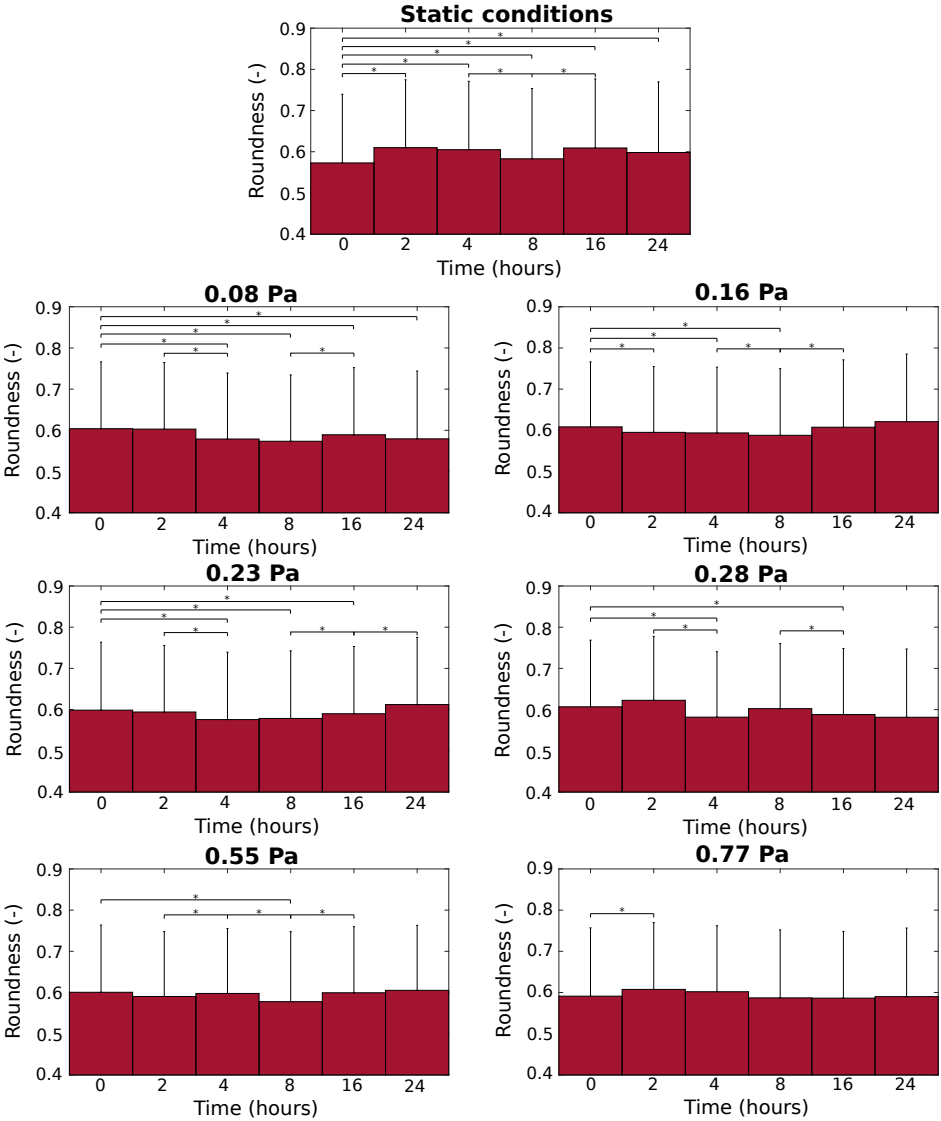 Static conditions
0.9
* 
*
*
*
* * *
0.8
0.7
0.6
0.5
0.4
Roundness (-)
0 2 4 8 16 24
Time (hours)
0.08 Pa
0.9
*
*
*
*
* *
0.8
0.7
0.6
0.5
0.4
Roundness (-)
0 2 4 8 16 24
Time (hours)
0.16 Pa
0.9
*
*
* * *
0.8
0.7
0.6
0.5
0.4
Roundness (-)
0 2 4 8 16 24
Time (hours)
0.23 Pa
0.9
*
*
*
* * *
0.8
0.7
0.6
0.5
0.4
Roundness (-)
0 2 4 8 16 24
Time (hours)
0.28 Pa
0.9
*
*
* *
0.8
0.7
0.6
0.5
0.4
Roundness (-)
0 2 4 8 16 24
Time (hours)
0.55 Pa
0.9
*
* * *
0.8
0.7
0.6
0.5
0.4
Roundness (-)
0 2 4 8 16 24
Time (hours)
0.77 Pa
0.9
*
0.8
0.7
0.6
0.5
0.4
Roundness (-)
0 2 4 8 16 24
Time (hours)